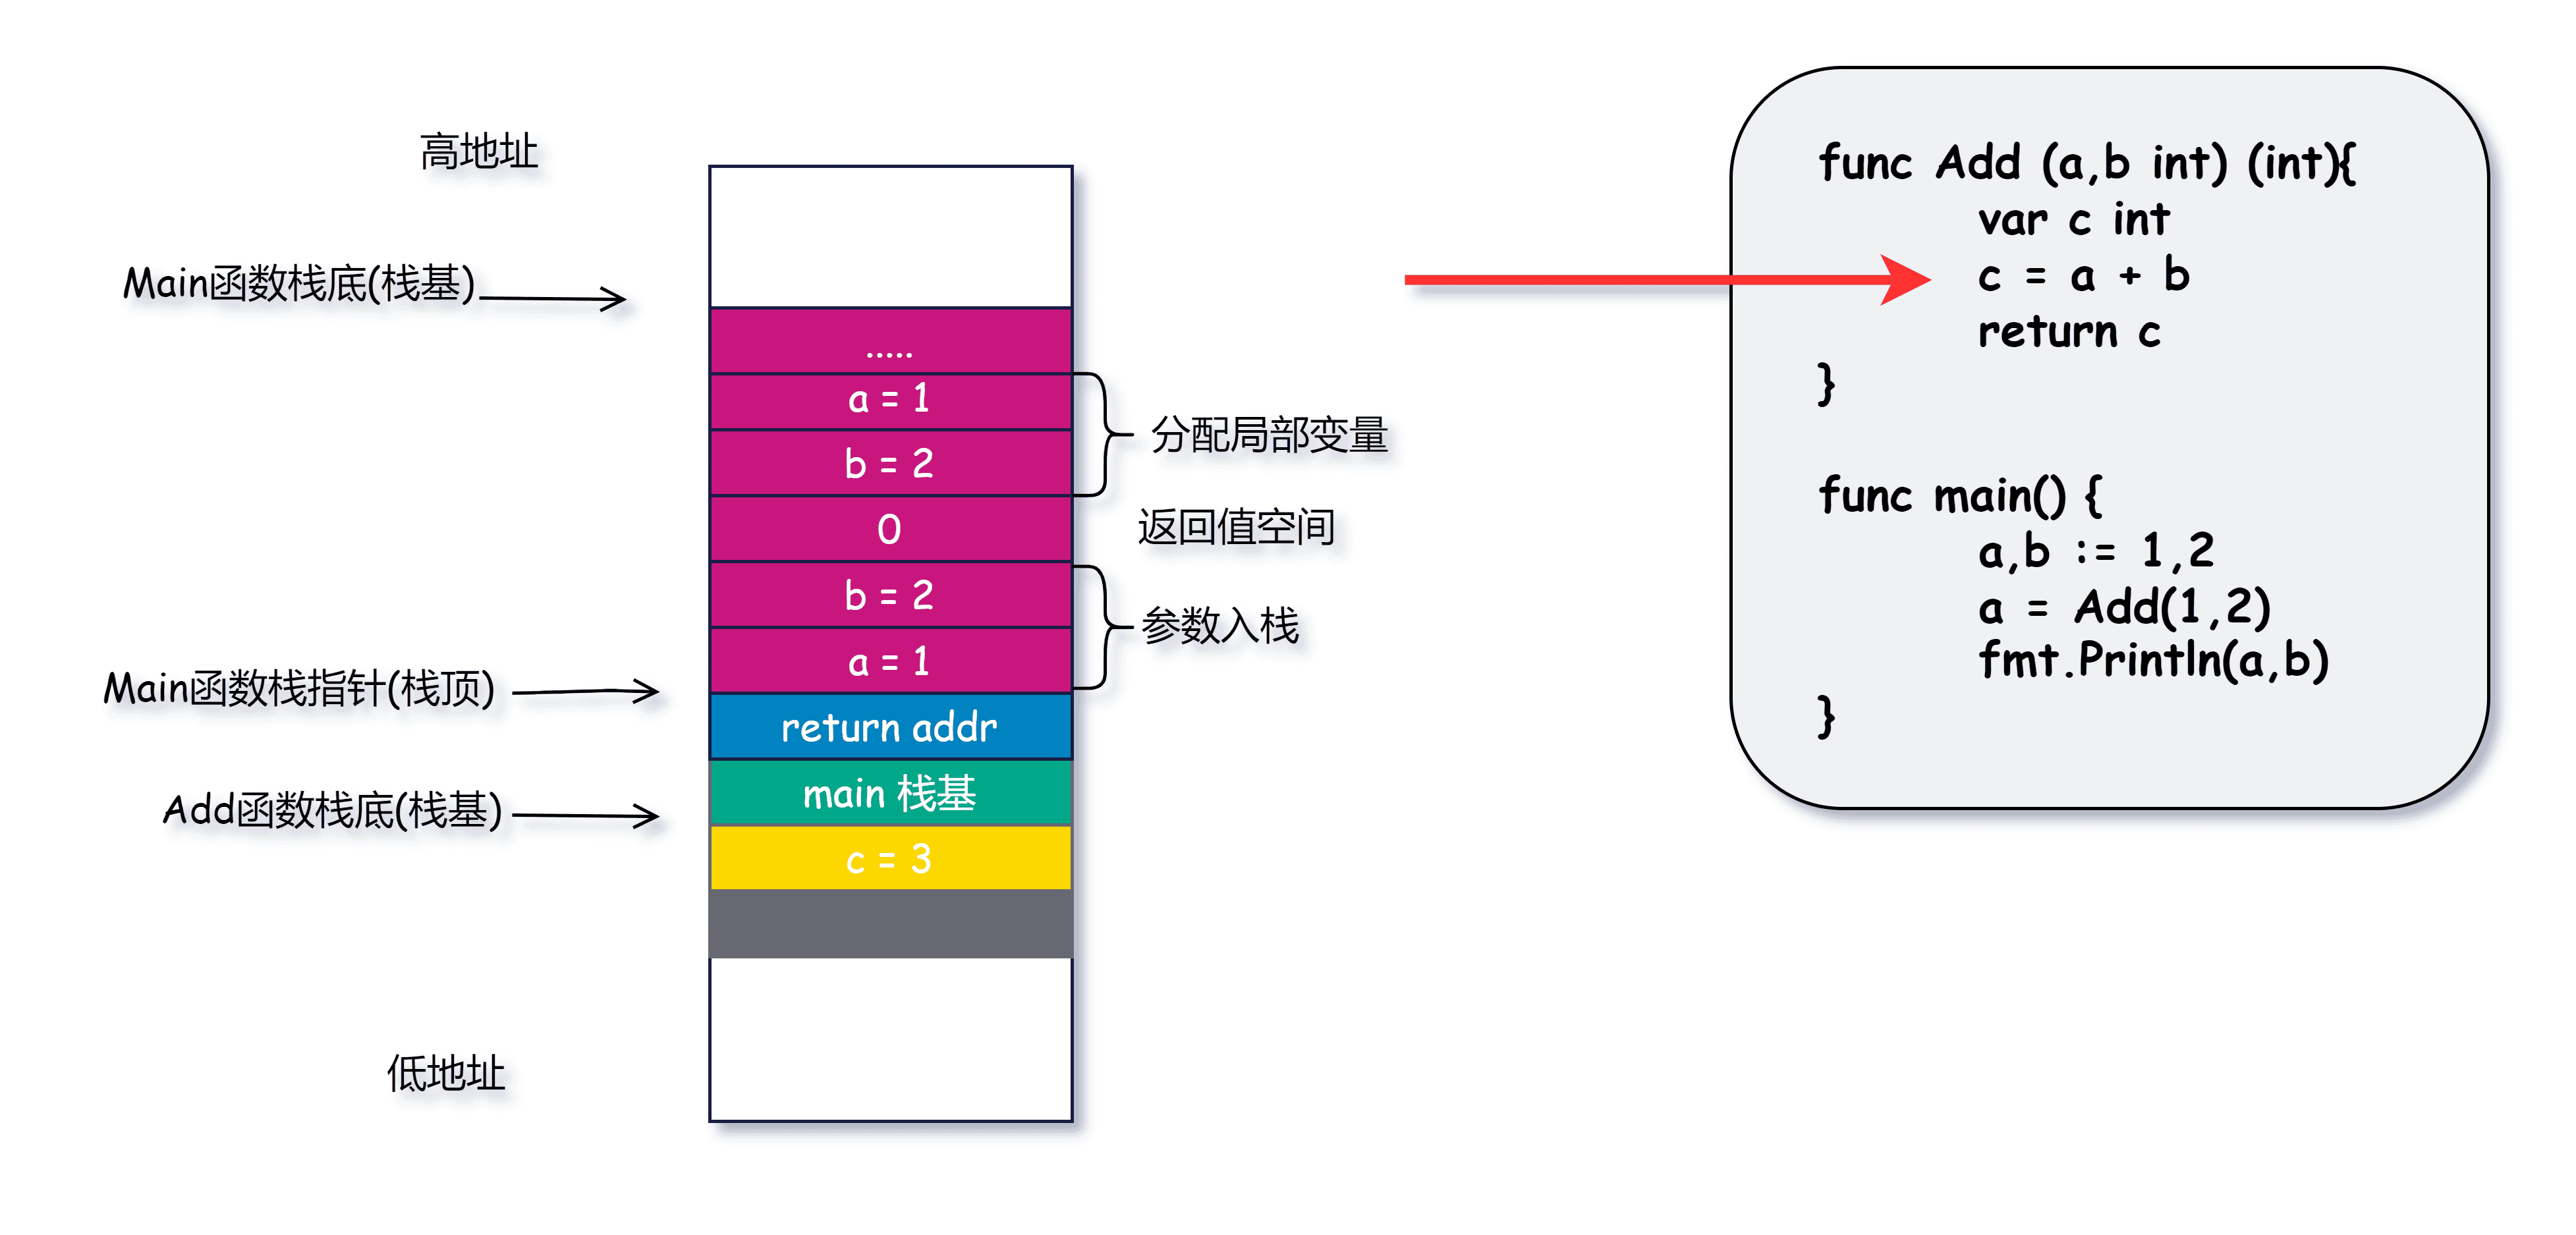 高地址
Main函数栈底(栈基)
.....
a = 1
b = 2
分配局部变量
0
返回值空间
b = 2
a = 1
参数入栈
Main函数栈指针(栈顶)
return addr
main 栈基
Add函数栈底(栈基)
c = 3
低地址
func Add (a,b int) (int){
var c int
c = a + b
return c
}
func main() {
a,b := 1,2
a = Add(1,2)
fmt.Println(a,b)
}